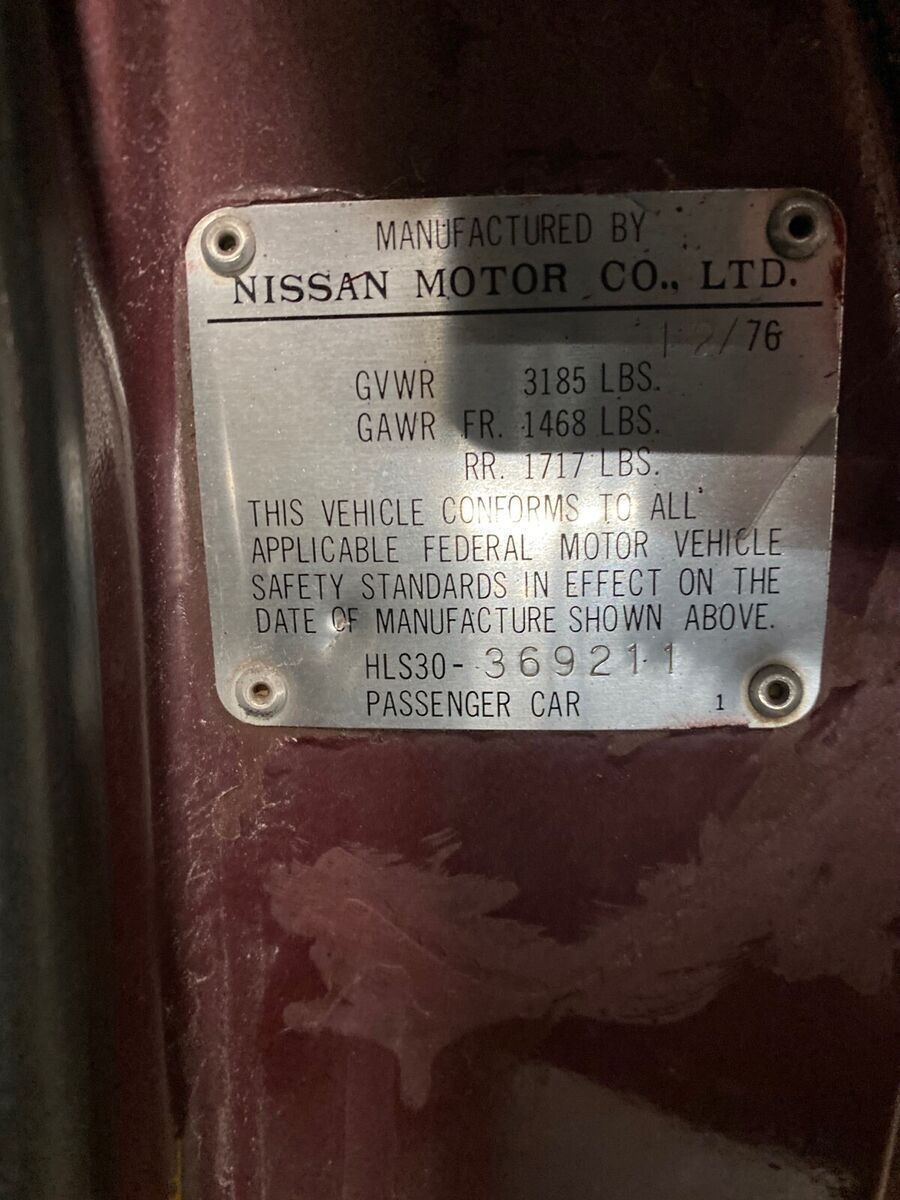 MANUFACTURED BY
NISSAN MOTOR CO., LTD.
12/76
GVWR 3185 LBS.
GAWR FR. 1468 LBS.
RR. 1717 LBS.
THIS VEHICLE CONFORMS TO ALL
APPLICABLE FEDERAL MOTOR VEHICLE
SAFETY STANDARDS IN EFFECT ON THE
DATE OF MANUFACTURE SHOWN ABOVE.
HLS30-369211
PASSENGER CAR 1